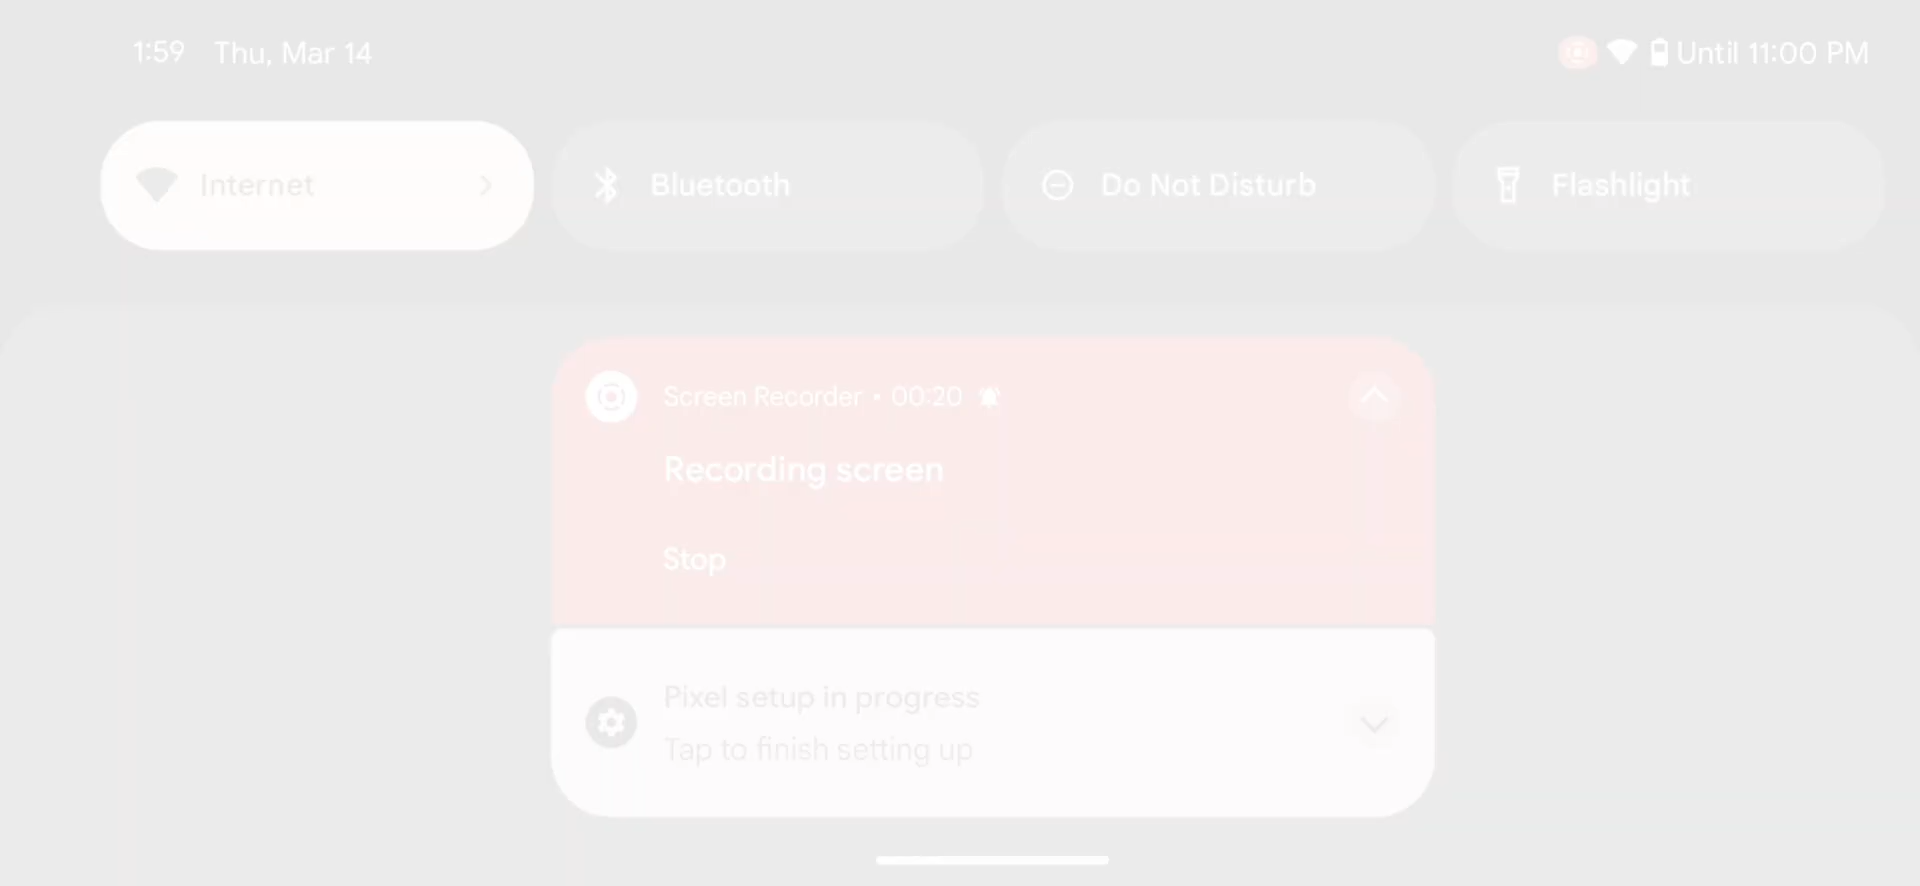 1:59 Thu, Mar 14 Until 11:00 PM
Internet Bluetooth Do Not Disturb Flashlight
Screen Recorder • 00:20
Recording screen
Stop
Pixel setup in progress
Tap to finish setting up